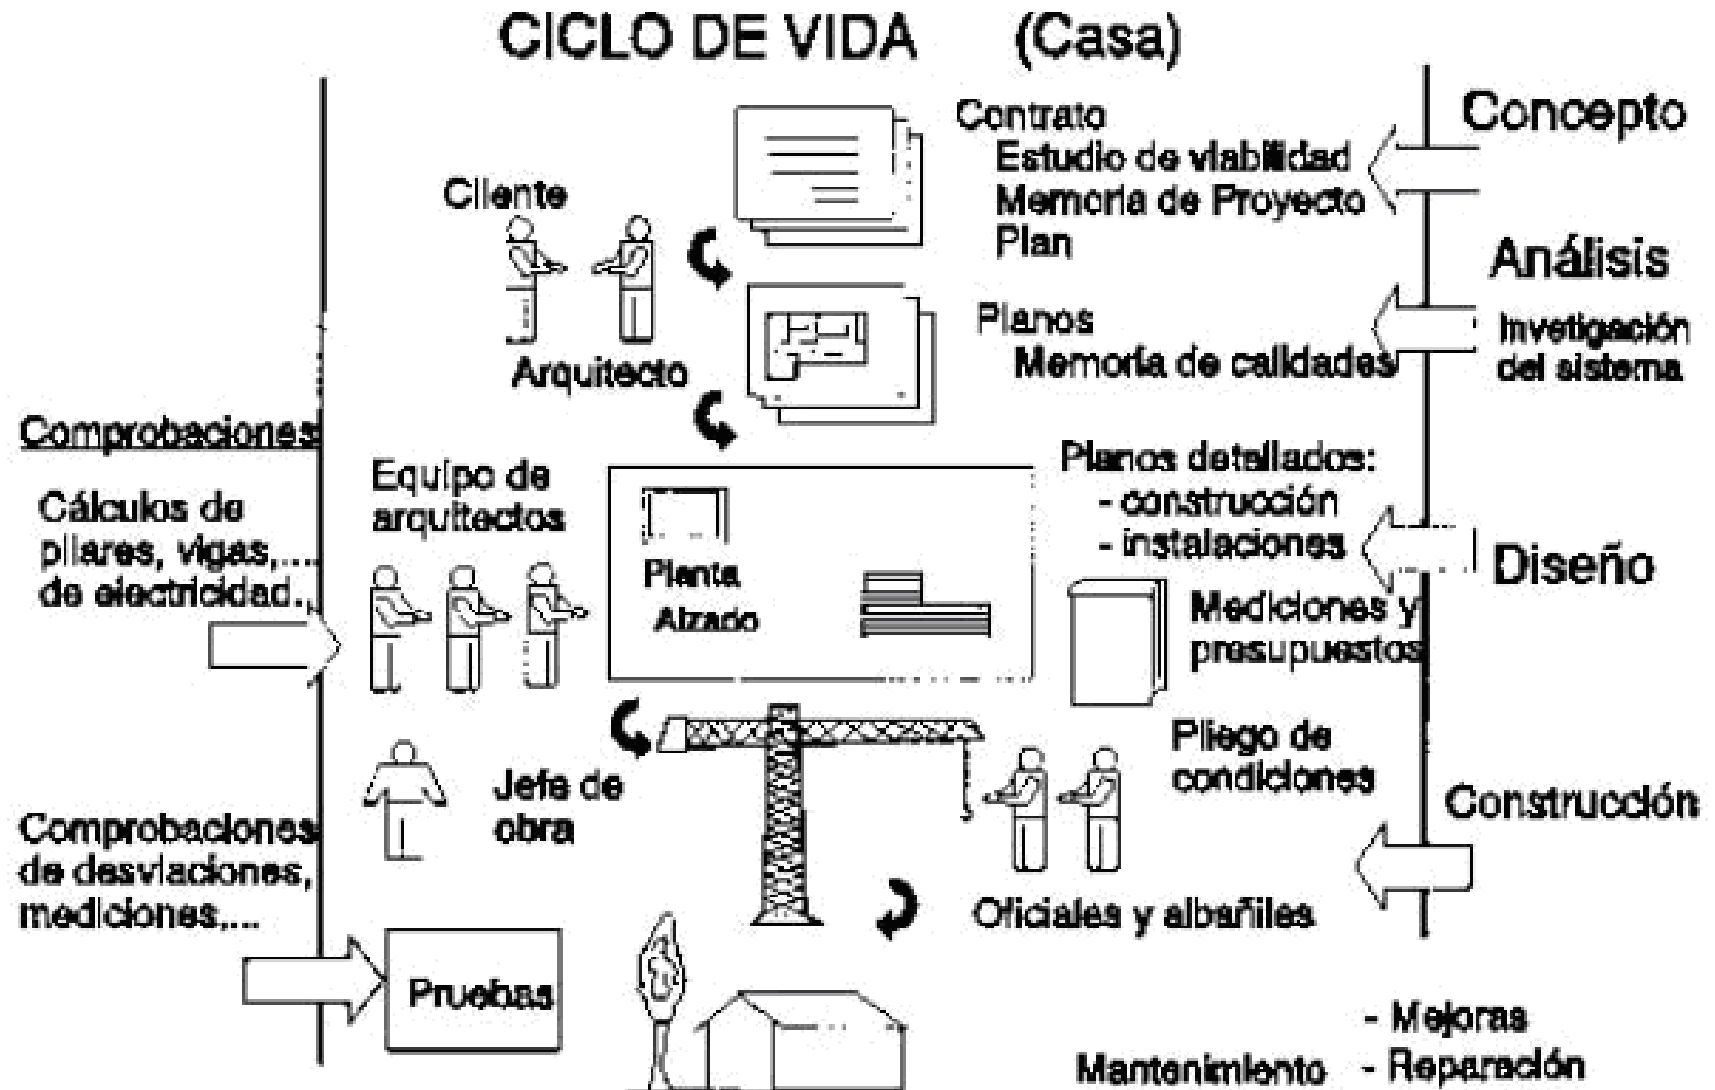 CICLO DE VIDA (Casa)
Concepto
Contrato
Estudio de viabilidad
Memoria de Proyecto
Plan
Cliente
Arquitecto
Análisis
Invetigación
del sistema
Planos
Memoria de calidades
Comprobaciones
Cálculos de
pilares, vigas,....
de electricidad.,
Equipo de
arquitectos
Planta
Alzado
Planos detallados:
- construcción
- instalaciones
Diseño
Mediciones y
presupuestos
Pliego de
condiciones
Jefe de
obra
Construcción
Comprobaciones
de desviaciones,
mediciones,...
Oficiales y albañiles
Pruebas
- Mejoras
Mantenimiento - Reparación